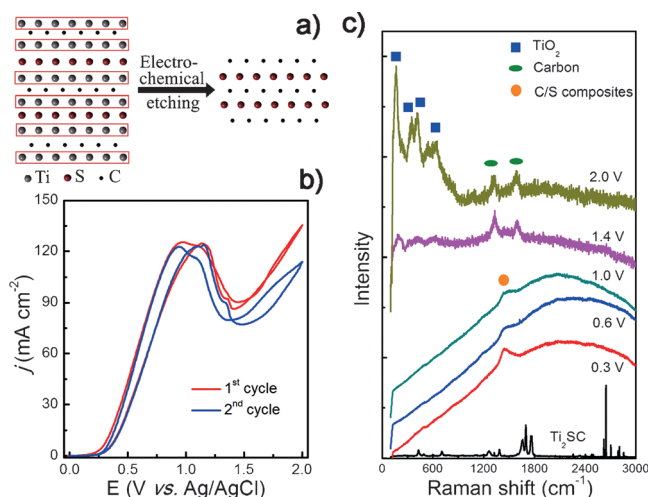 a)
Electro-
chemical
etching
Ti S C
b)
j (mA cm⁻²)
160
120
90
60
30
0
1ˢᵗ cycle
2ⁿᵈ cycle
0.0 0.5 1.0 1.5 2.0
E (V vs. Ag/AgCl)
c)
Intensity
TiO₂
Carbon
C/S composites
2.0 V
1.4 V
1.0 V
0.6 V
0.3 V
Ti₂SC
0 600 1200 1800 2400 3000
Raman shift (cm⁻¹)